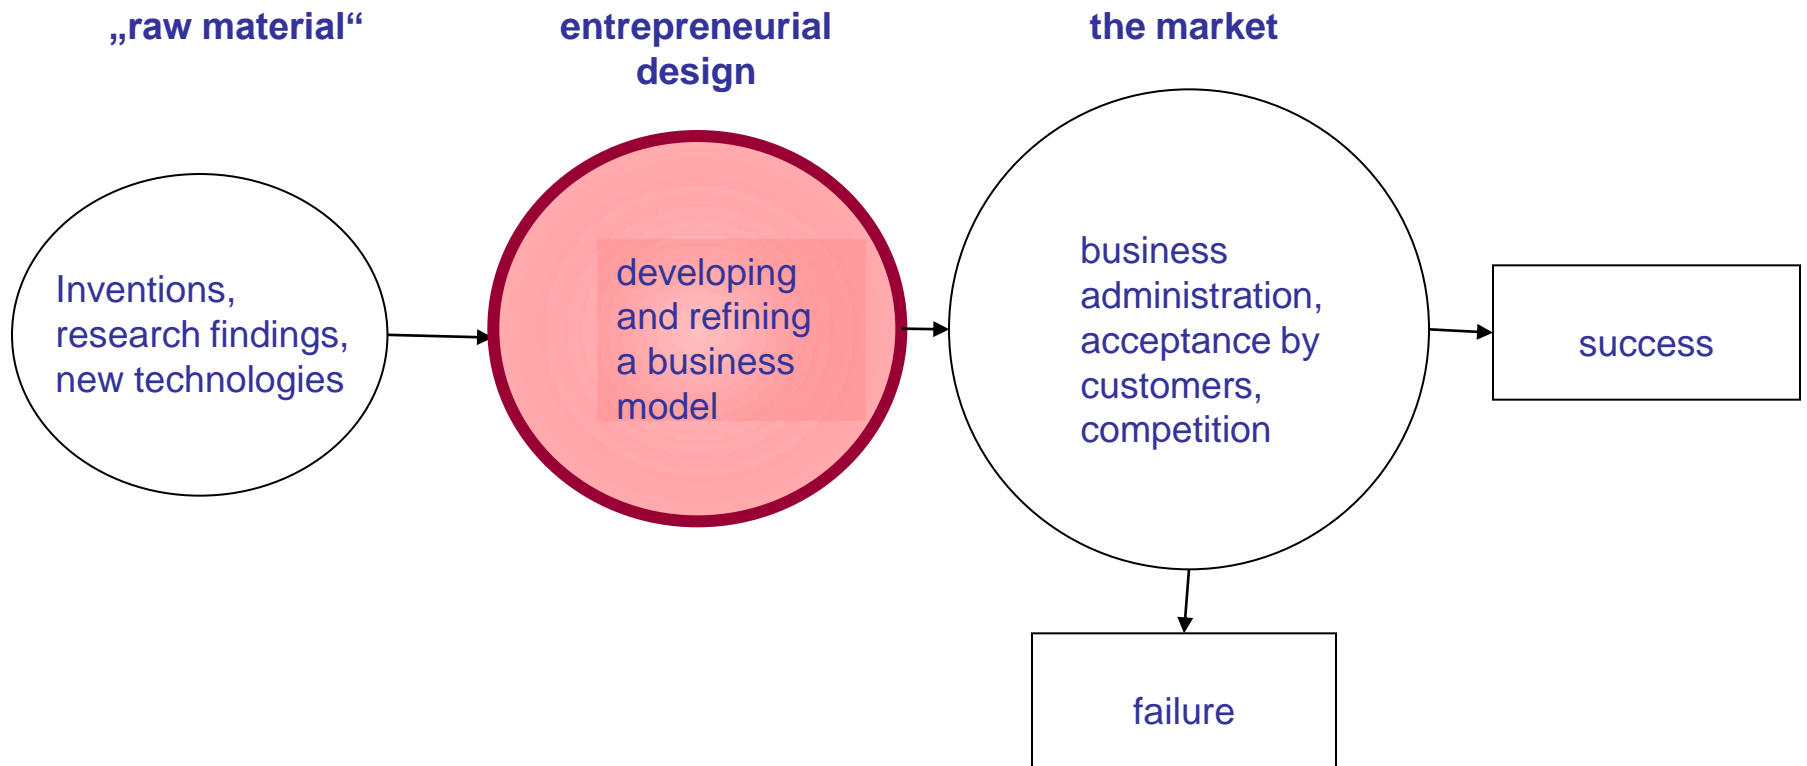 „raw material“
entrepreneurial
design
the market
Inventions,
research findings,
new technologies
developing
and refining
a business
model
business
administration,
acceptance by
customers,
competition
success
failure